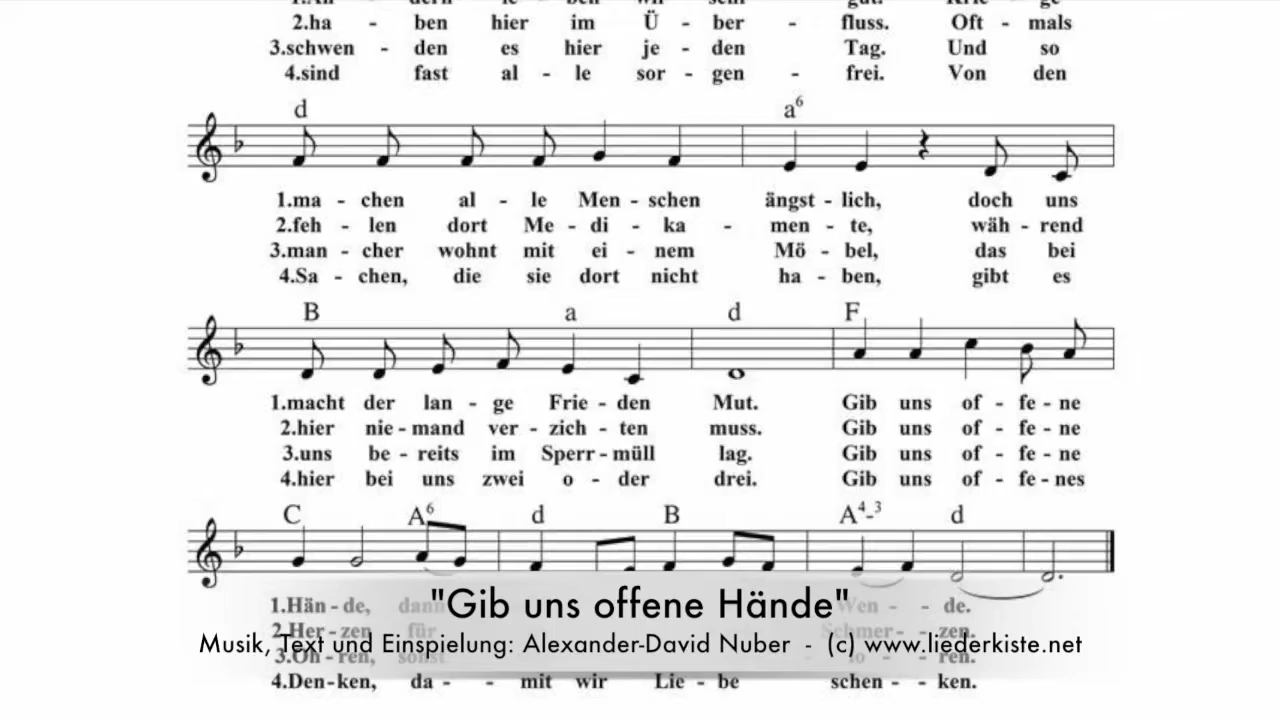 2.ha - ben hier im Ü - ber - fluss. Oft - mals
3.schwen - den es hier je - den Tag. Und so
4.sind fast al - le sor - gen - frei. Von den
d a6
1.ma - chen al - le Men - schen ängst - lich, doch uns
2.feh - len dort Me - di - ka - men - te, wäh - rend
3.man - cher wohnt mit ei - nem Mö - bel, das bei
4.Sa - chen, die sie dort nicht ha - ben, gibt es
B a d F
1.macht der lan - ge Frie - den Mut. Gib uns of - fe - ne
2.hier nie - mand ver - zich - ten muss. Gib uns of - fe - ne
3.uns be - reits im Sperr - müll lag. Gib uns of - fe - ne
4.hier bei uns zwei o - der drei. Gib uns of - fe - nes
C A6 d B A4-3 d
1.Hän - de, Wen - - de.
"Gib uns offene Hände"
2.Her - zen für Schmer - - zen.
Musik, Text und Einspielung: Alexander-David Nuber - (c) www.liederkiste.net
3.Oh - ren, ren.
4.Den - ken, da - - mit wir Lie - be schen - - ken.